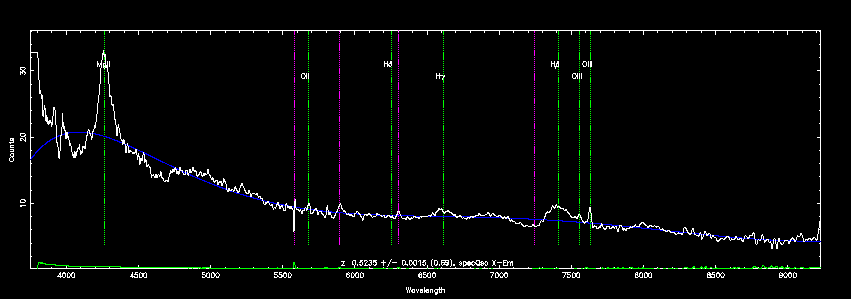 MgII
Hδ
Hβ
OIII
OII
Hγ
OIII
30
20
10
Counts
z 0.5235 +/- 0.0015, (0.69), specQso X-Em
4000 4500 5000 5500 6000 6500 7000 7500 8000 8500 9000
Wavelength